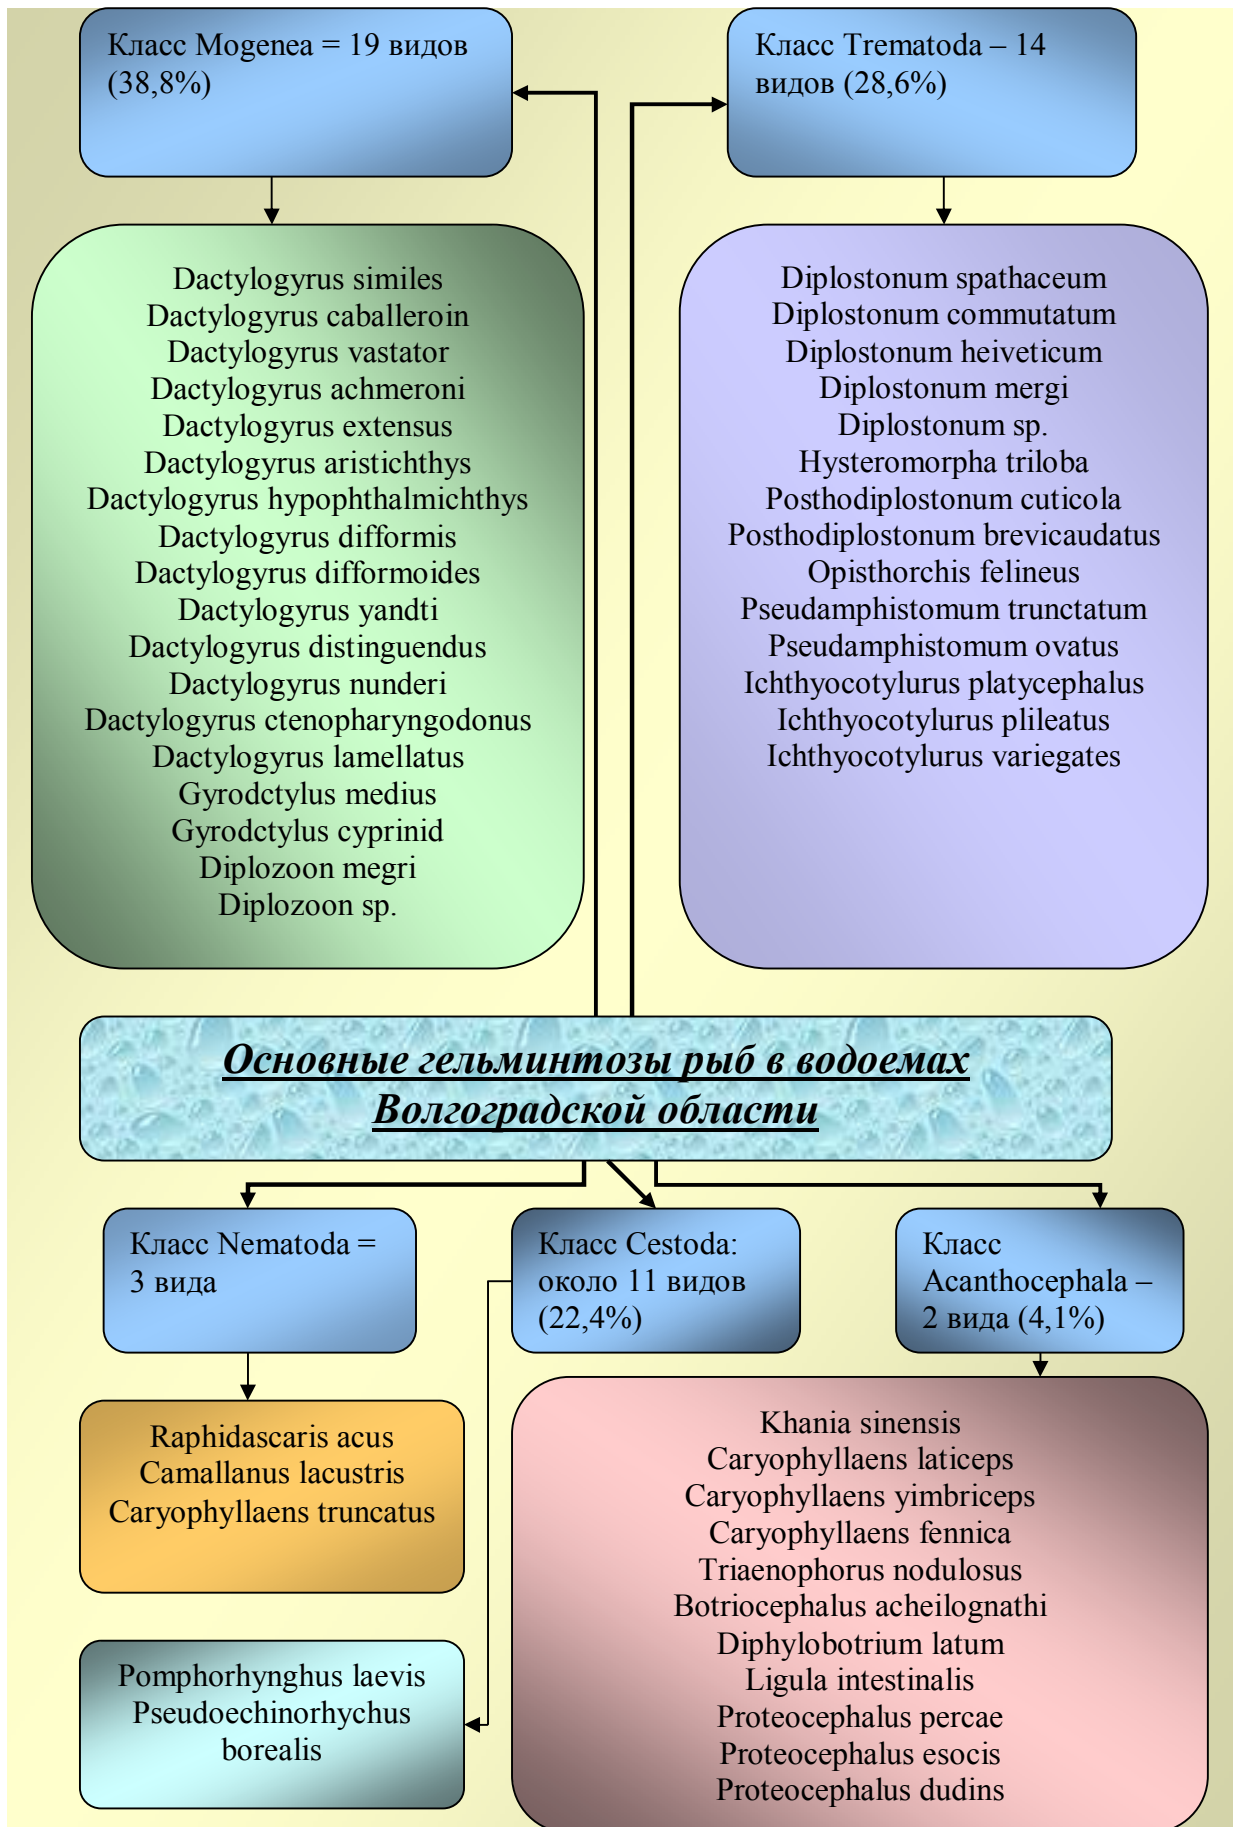 Класс Mogenea = 19 видов
(38,8%)
Класс Trematoda – 14
видов (28,6%)
Dactylogyrus similes
Dactylogyrus caballeroin
Dactylogyrus vastator
Dactylogyrus achmeroni
Dactylogyrus extensus
Dactylogyrus aristichthys
Dactylogyrus hypophthalmichthys
Dactylogyrus difformis
Dactylogyrus difformoides
Dactylogyrus yandti
Dactylogyrus distinguendus
Dactylogyrus nunderi
Dactylogyrus ctenopharyngodonus
Dactylogyrus lamellatus
Gyrodctylus medius
Gyrodctylus cyprinid
Diplozoon megri
Diplozoon sp.
Diplostonum spathaceum
Diplostonum commutatum
Diplostonum heiveticum
Diplostonum mergi
Diplostonum sp.
Hysteromorpha triloba
Posthodiplostonum cuticola
Posthodiplostonum brevicaudatus
Opisthorchis felineus
Pseudamphistomum trunctatum
Pseudamphistomum ovatus
Ichthyocotylurus platycephalus
Ichthyocotylurus plileatus
Ichthyocotylurus variegates
Основные гельминтозы рыб в водоемах
Волгоградской области
Класс Nematoda =
3 вида
Класс Cestoda:
около 11 видов
(22,4%)
Класс
Acanthocephala –
2 вида (4,1%)
Raphidascaris acus
Camallanus lacustris
Caryophyllaens truncatus
Pomphorhynghus laevis
Pseudoechinorhychus
borealis
Khania sinensis
Caryophyllaens laticeps
Caryophyllaens yimbriceps
Caryophyllaens fennica
Triaenophorus nodulosus
Botriocephalus acheilognathi
Diphylobotrium latum
Ligula intestinalis
Proteocephalus percae
Proteocephalus esocis
Proteocephalus dudins